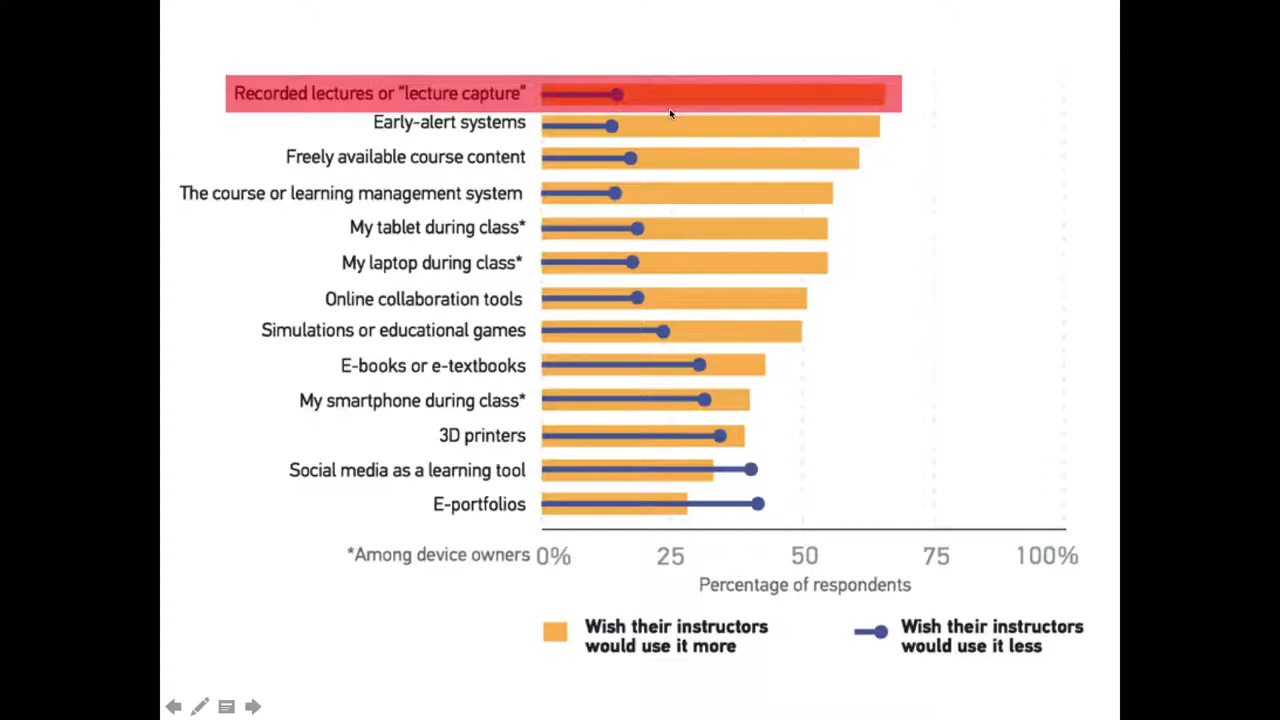 Recorded lectures or “lecture capture”
Early-alert systems
Freely available course content
The course or learning management system
My tablet during class*
My laptop during class*
Online collaboration tools
Simulations or educational games
E-books or e-textbooks
My smartphone during class*
3D printers
Social media as a learning tool
E-portfolios
*Among device owners 0% 25 50 75 100%
Percentage of respondents
Wish their instructors
would use it more
Wish their instructors
would use it less